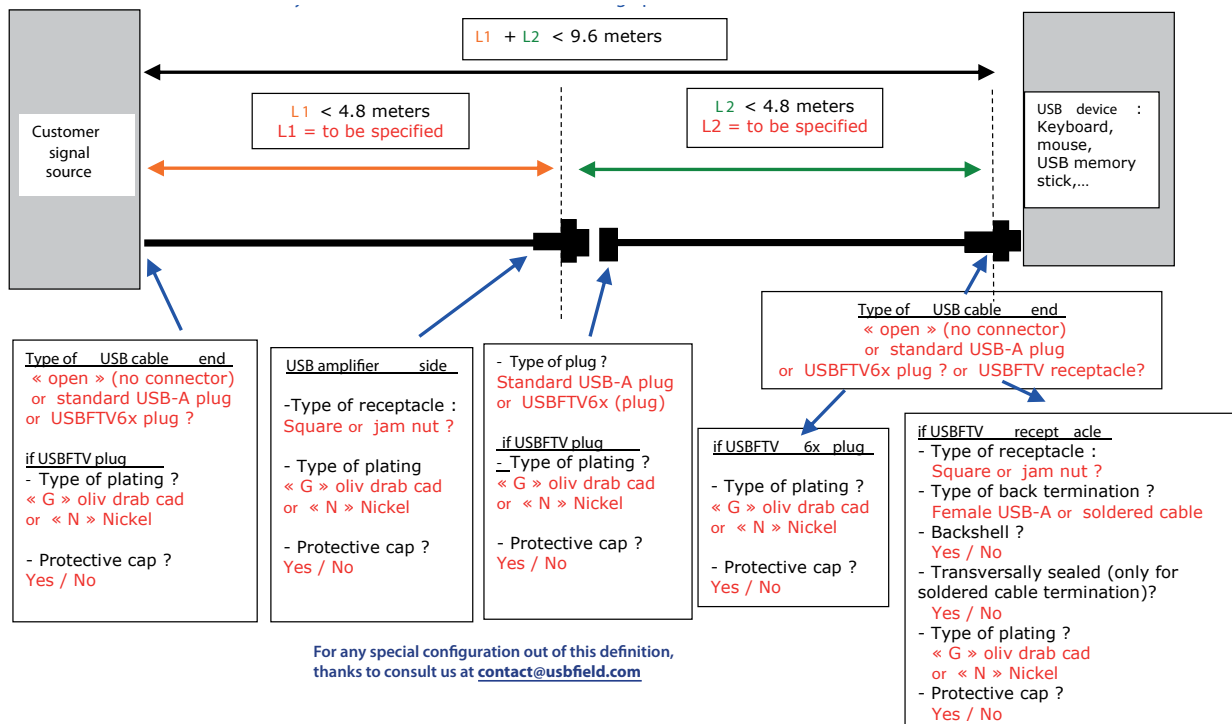 L1 + L2 < 9.6 meters
L1 < 4.8 meters
L1 = to be specified
L2 < 4.8 meters
L2 = to be specified
Customer
signal
source
USB device :
Keyboard,
mouse,
USB memory
stick,...
Type of USB cable end
« open » (no connector)
or standard USB-A plug
or USBFTV6x plug ?
if USBFTV plug
- Type of plating ?
« G » oliv drab cad
or « N » Nickel
- Protective cap ?
Yes / No
USB amplifier side
-Type of receptacle :
Square or jam nut ?
- Type of plating
« G » oliv drab cad
or « N » Nickel
- Protective cap ?
Yes / No
- Type of plug ?
Standard USB-A plug
or USBFTV6x (plug)
if USBFTV plug
- Type of plating ?
« G » oliv drab cad
or « N » Nickel
- Protective cap ?
Yes / No
Type of USB cable end
« open » (no connector)
or standard USB-A plug
or USBFTV6x plug ? or USBFTV receptacle?
if USBFTV 6x plug
- Type of plating ?
« G » oliv drab cad
or « N » Nickel
- Protective cap ?
Yes / No
if USBFTV recept acle
- Type of receptacle :
Square or jam nut ?
- Type of back termination ?
Female USB-A or soldered cable
- Backshell ?
Yes / No
- Transversally sealed (only for
soldered cable termination)?
Yes / No
- Type of plating ?
« G » oliv drab cad
or « N » Nickel
- Protective cap ?
Yes / No
For any special configuration out of this definition,
thanks to consult us at contact@usbfield.com